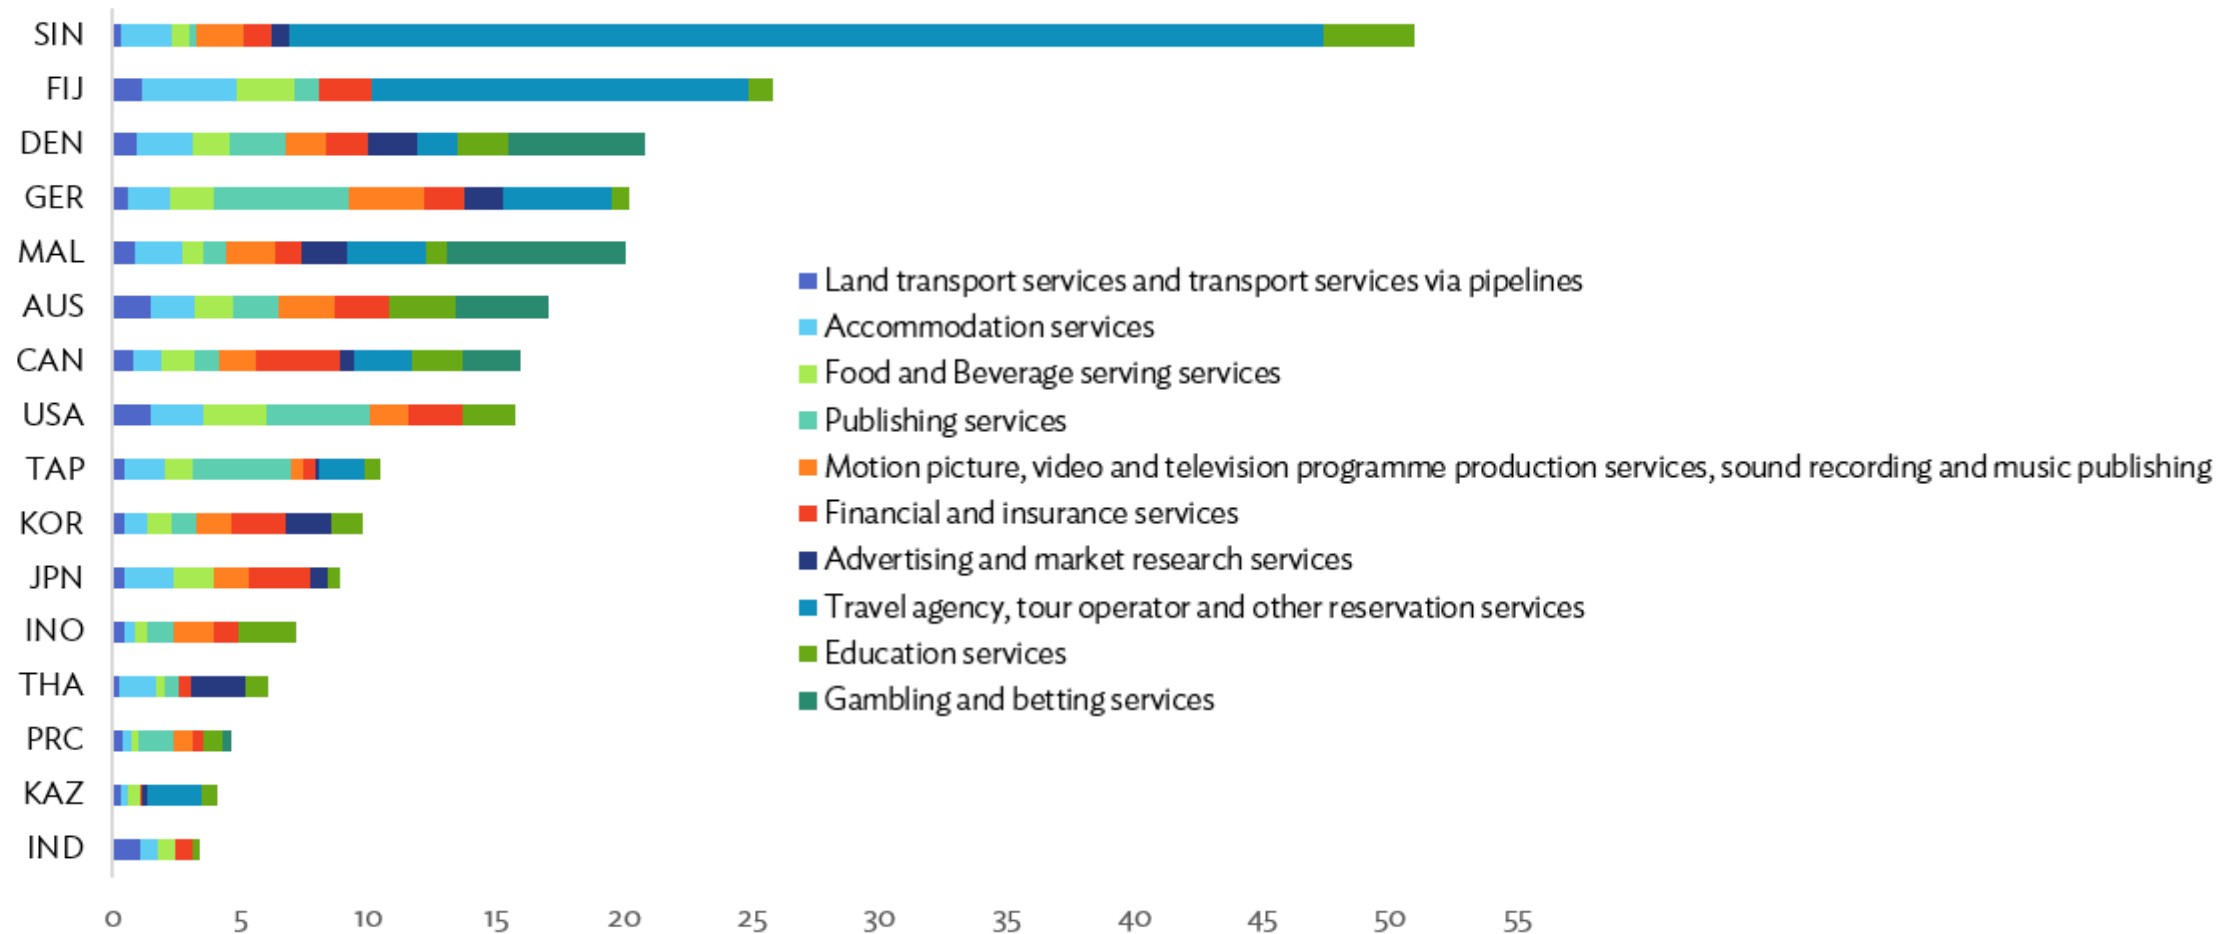 SIN
FIJ
DEN
GER
MAL
AUS
CAN
USA
TAP
KOR
JPN
INO
THA
PRC
KAZ
IND
Land transport services and transport services via pipelines
Accommodation services
Food and Beverage serving services
Publishing services
Motion picture, video and television programme production services, sound recording and music publishing
Financial and insurance services
Advertising and market research services
Travel agency, tour operator and other reservation services
Education services
Gambling and betting services
0 5 10 15 20 25 30 35 40 45 50 55